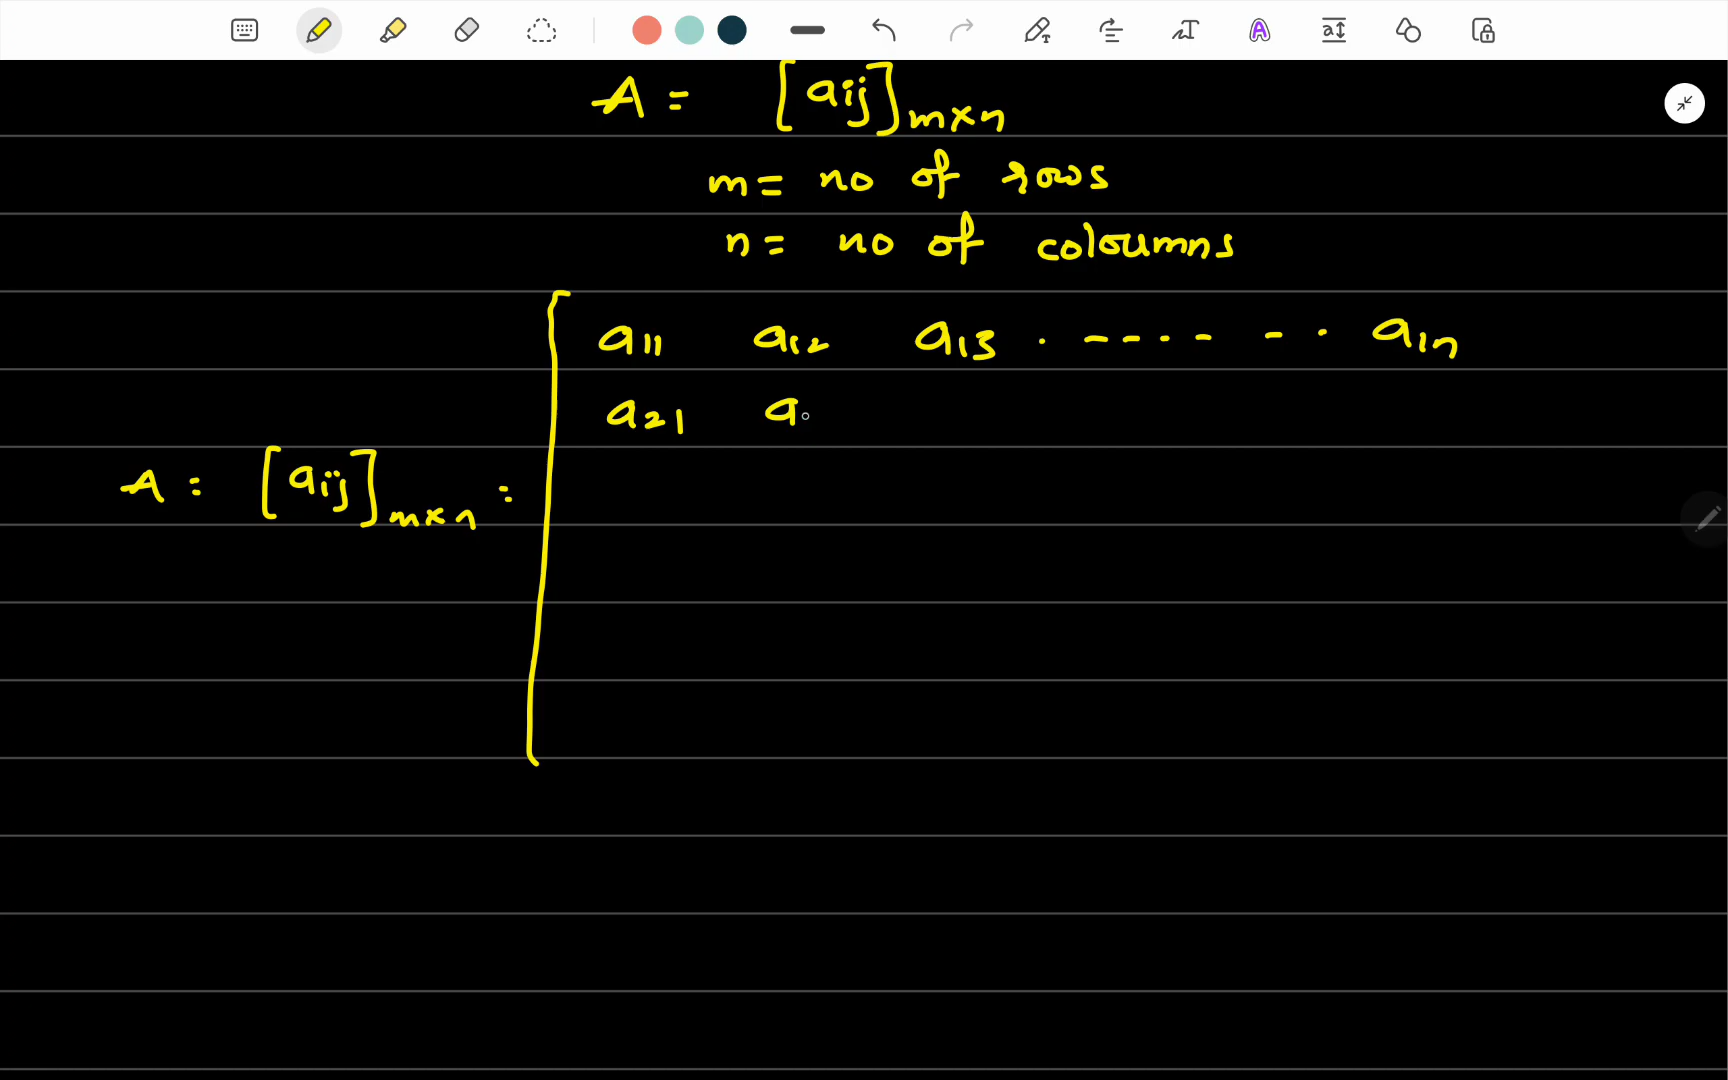 A = [aij]m×n
m = no of rows
n = no of coloumns
a11 a12 a13 . - - - - - - . . a1n
a21 a
A = [aij]m×n =